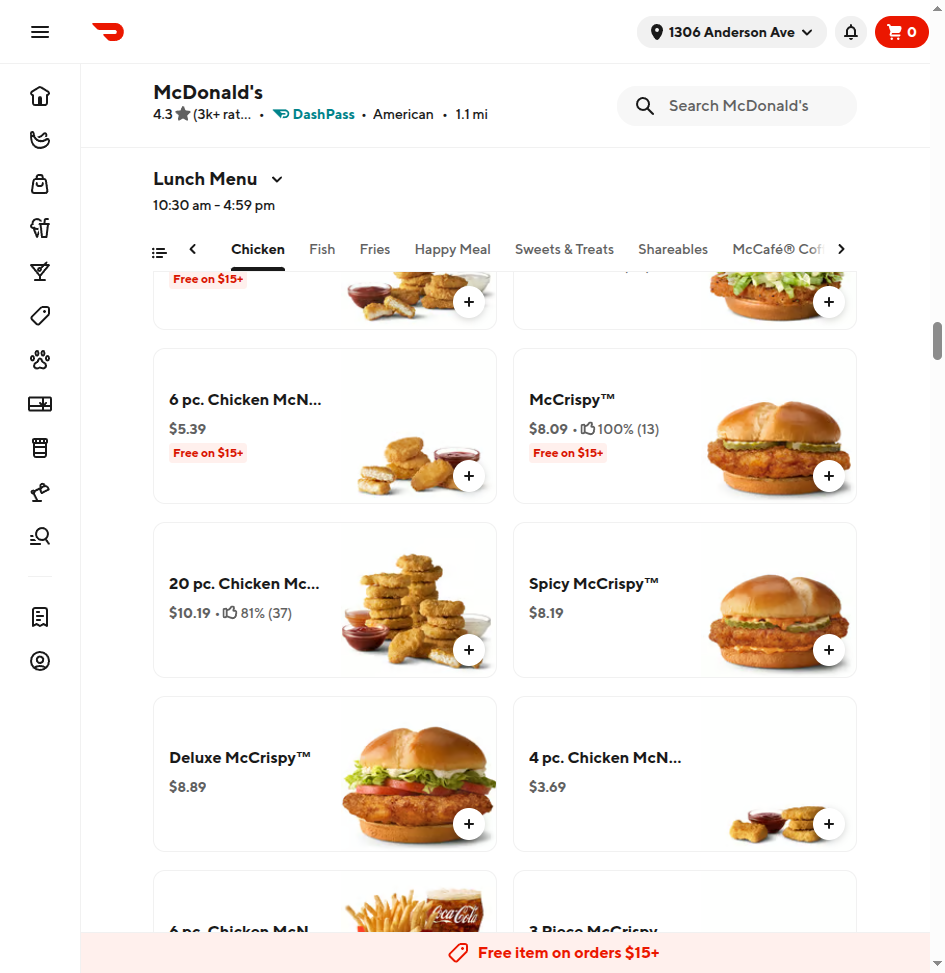 1306 Anderson Ave
0
McDonald's
4.3 (3k+ rat... • DashPass • American • 1.1 mi
Search McDonald's
Lunch Menu
10:30 am - 4:59 pm
Chicken Fish Fries Happy Meal Sweets & Treats Shareables McCafé® Cof
Free on $15+
6 pc. Chicken McN...
$5.39
Free on $15+
McCrispy™
$8.09 • 100% (13)
Free on $15+
20 pc. Chicken Mc...
$10.19 • 81% (37)
Spicy McCrispy™
$8.19
Deluxe McCrispy™
$8.89
4 pc. Chicken McN...
$3.69
Coca-Cola
6 pc. Chicken McN
3 Piece McCrispy
Free item on orders $15+